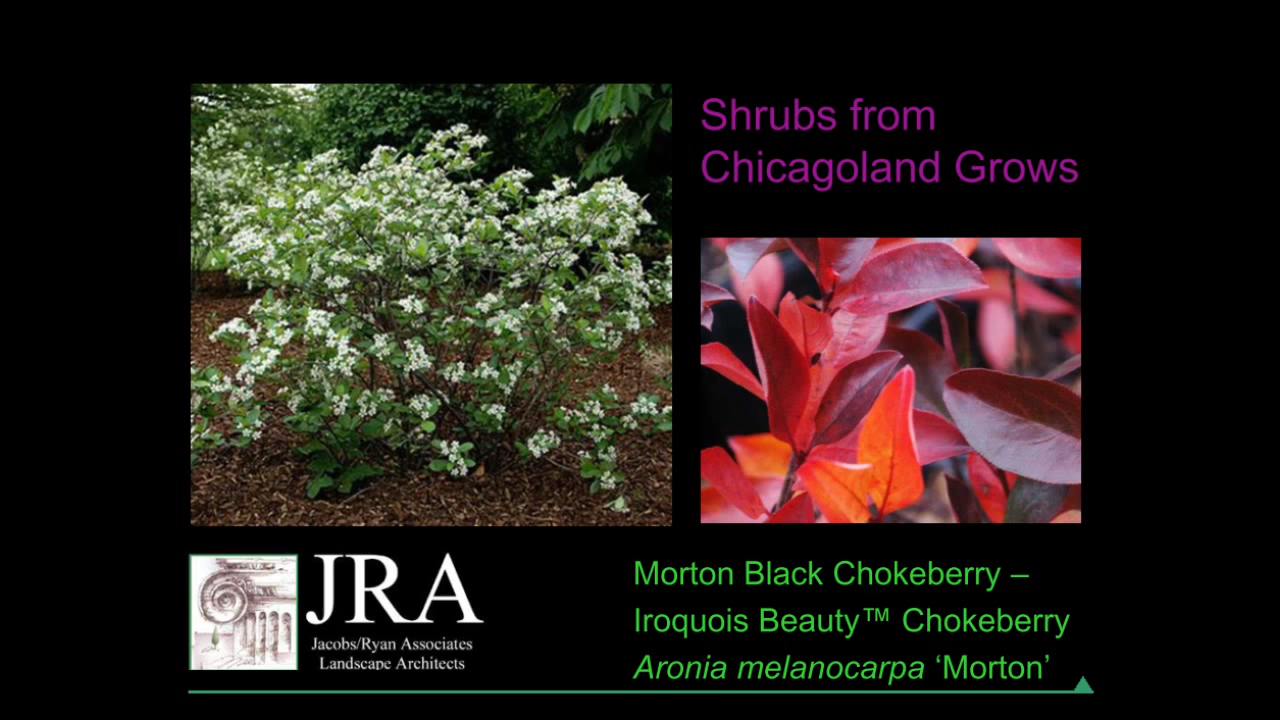 Shrubs from
Chicagoland Grows
JRA
Jacobs/Ryan Associates
Landscape Architects
Morton Black Chokeberry –
Iroquois Beauty™ Chokeberry
Aronia melanocarpa ‘Morton’